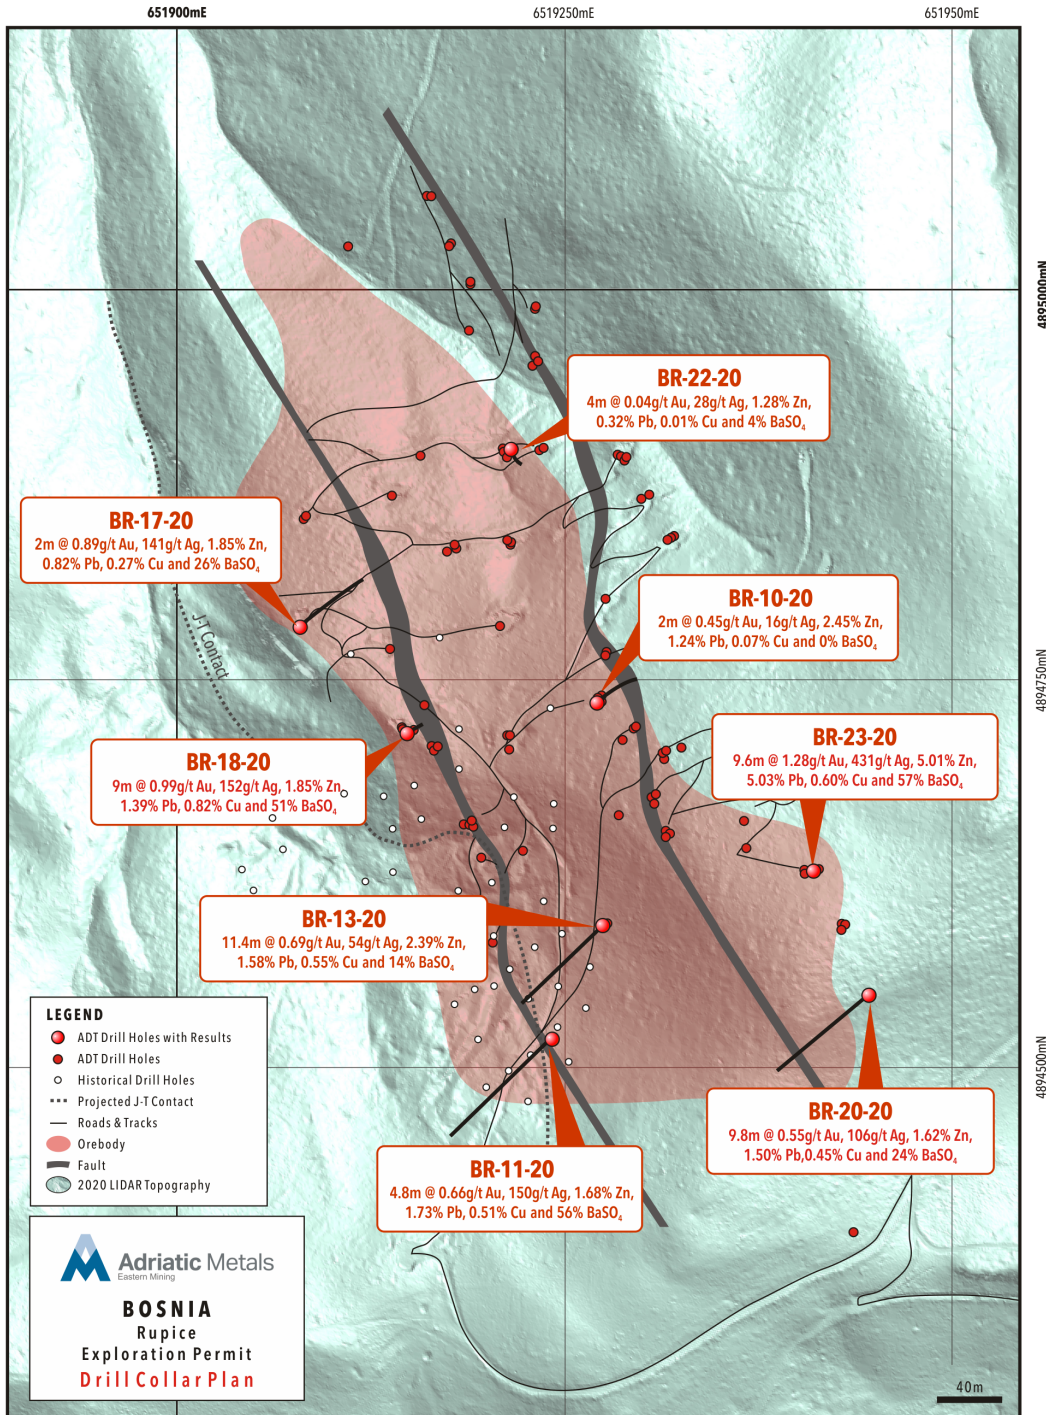 651900mE
6519250mE
651950mE
4895000mN
BR-22-20
4m @ 0.04g/t Au, 28g/t Ag, 1.28% Zn,
0.32% Pb, 0.01% Cu and 4% BaSO₄
BR-17-20
2m @ 0.89g/t Au, 141g/t Ag, 1.85% Zn,
0.82% Pb, 0.27% Cu and 26% BaSO₄
BR-10-20
2m @ 0.45g/t Au, 16g/t Ag, 2.45% Zn,
1.24% Pb, 0.07% Cu and 0% BaSO₄
J-T Contact
4894750mN
BR-18-20
9m @ 0.99g/t Au, 152g/t Ag, 1.85% Zn,
1.39% Pb, 0.82% Cu and 51% BaSO₄
BR-23-20
9.6m @ 1.28g/t Au, 431g/t Ag, 5.01% Zn,
5.03% Pb, 0.60% Cu and 57% BaSO₄
BR-13-20
11.4m @ 0.69g/t Au, 54g/t Ag, 2.39% Zn,
1.58% Pb, 0.55% Cu and 14% BaSO₄
4894500mN
BR-20-20
9.8m @ 0.55g/t Au, 106g/t Ag, 1.62% Zn,
1.50% Pb,0.45% Cu and 24% BaSO₄
BR-11-20
4.8m @ 0.66g/t Au, 150g/t Ag, 1.68% Zn,
1.73% Pb, 0.51% Cu and 56% BaSO₄
LEGEND
ADT Drill Holes with Results
ADT Drill Holes
Historical Drill Holes
Projected J-T Contact
Roads & Tracks
Orebody
Fault
2020 LIDAR Topography
Adriatic Metals
Eastern Mining
BOSNIA
Rupice
Exploration Permit
Drill Collar Plan
40m